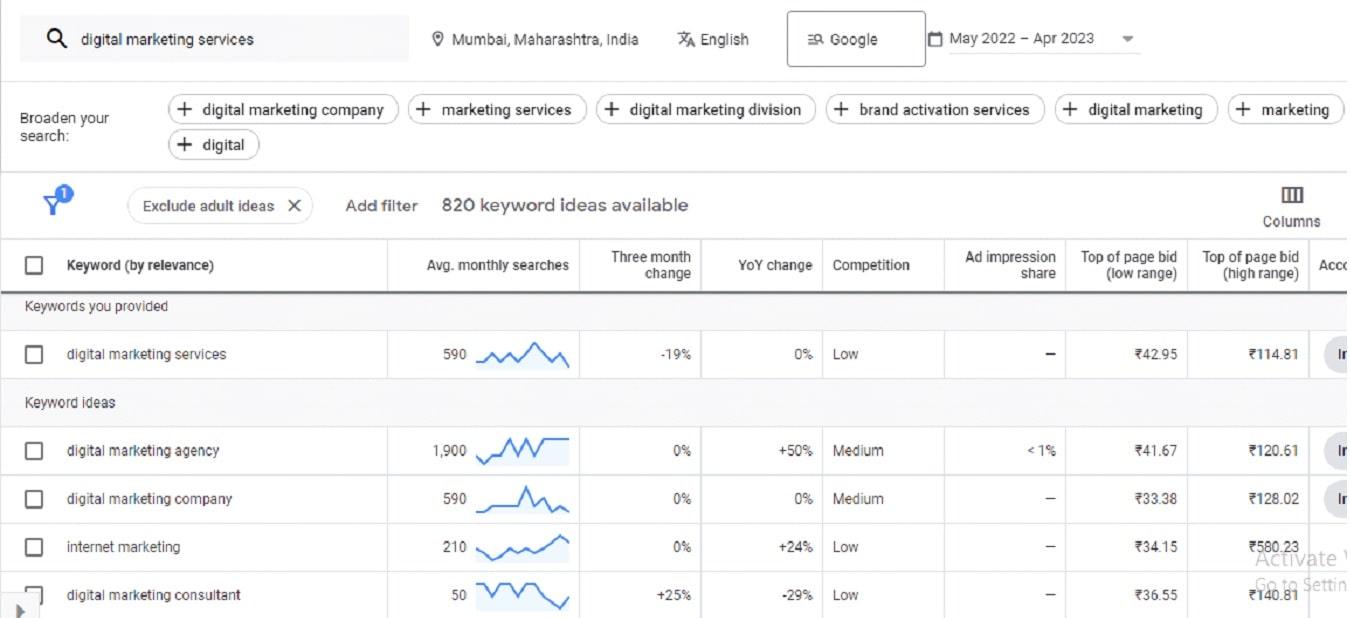 digital marketing services Mumbai, Maharashtra, India English Google May 2022 – Apr 2023
Broaden your search: digital marketing company marketing services digital marketing division brand activation services digital marketing marketing
digital
1 Exclude adult ideas Add filter 820 keyword ideas available Columns
Keyword (by relevance) Avg. monthly searches Three month change YoY change Competition Ad impression share Top of page bid (low range) Top of page bid (high range) Acco
Keywords you provided
digital marketing services 590 -19% 0% Low – ₹42.95 ₹114.81 In
Keyword ideas
digital marketing agency 1,900 0% +50% Medium < 1% ₹41.67 ₹120.61 In
digital marketing company 590 0% 0% Medium – ₹33.38 ₹128.02 In
internet marketing 210 0% +24% Low – ₹34.15 ₹580.23
Activate
digital marketing consultant 50 +25% -29% Low – ₹36.55 ₹140.81
Go to Settin